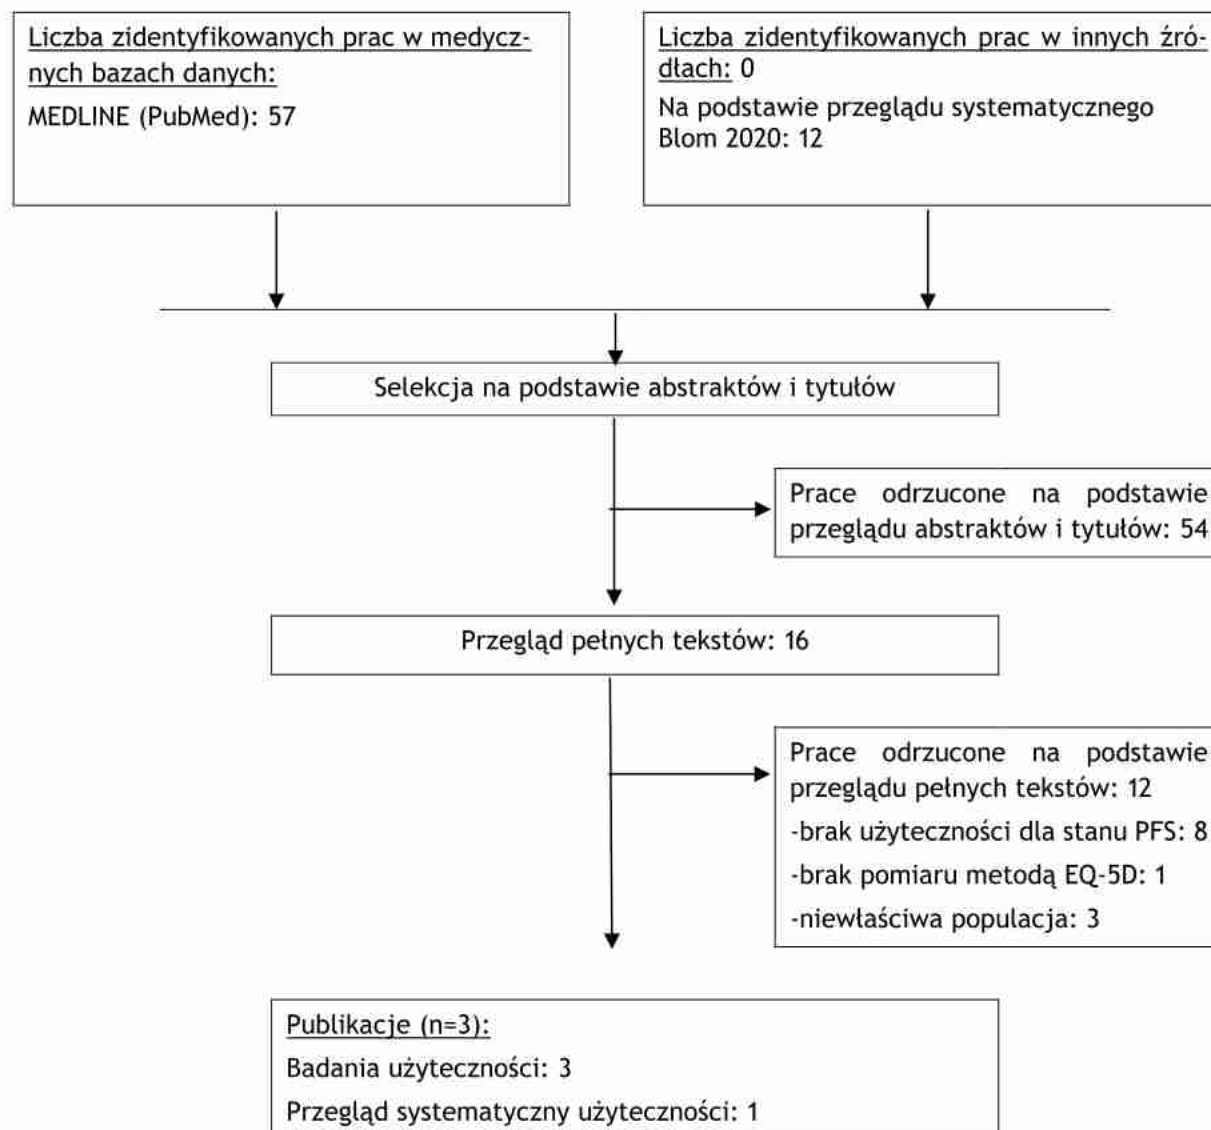 Liczba zidentyfikowanych prac w medycz-
nych bazach danych:
MEDLINE (PubMed): 57
Liczba zidentyfikowanych prac w innych źró-
dłach: 0
Na podstawie przeglądu systematycznego
Blom 2020: 12
Selekcja na podstawie abstraktów i tytułów
Prace odrzucone na podstawie
przeglądu abstraktów i tytułów: 54
Przegląd pełnych tekstów: 16
Prace odrzucone na podstawie
przeglądu pełnych tekstów: 12
-brak użyteczności dla stanu PFS: 8
-brak pomiaru metodą EQ-5D: 1
-niewłaściwa populacja: 3
Publikacje (n=3):
Badania użyteczności: 3
Przegląd systematyczny użyteczności: 1